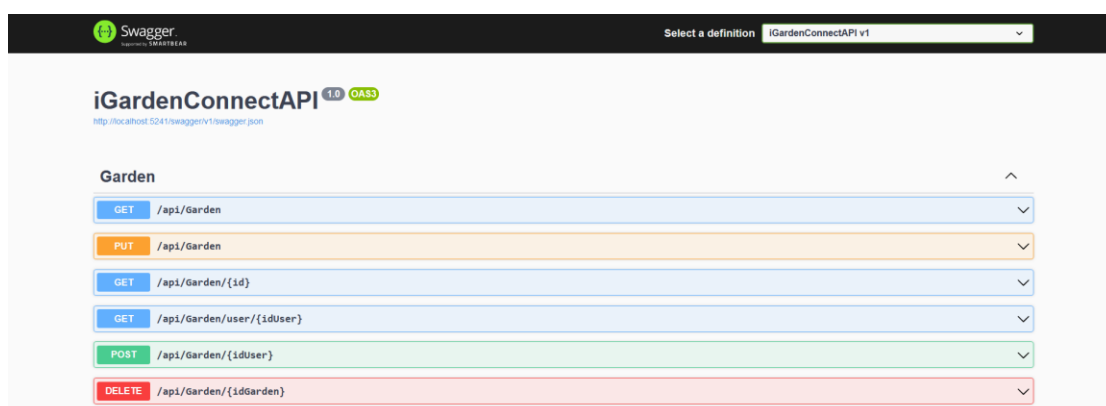 Swagger.
Supported by SMARTBEAR
Select a definition iGardenConnectAPI v1
iGardenConnectAPI 1.0 OAS3
http://localhost:5241/swagger/v1/swagger.json
Garden
GET /api/Garden
PUT /api/Garden
GET /api/Garden/{id}
GET /api/Garden/user/{idUser}
POST /api/Garden/{idUser}
DELETE /api/Garden/{idGarden}